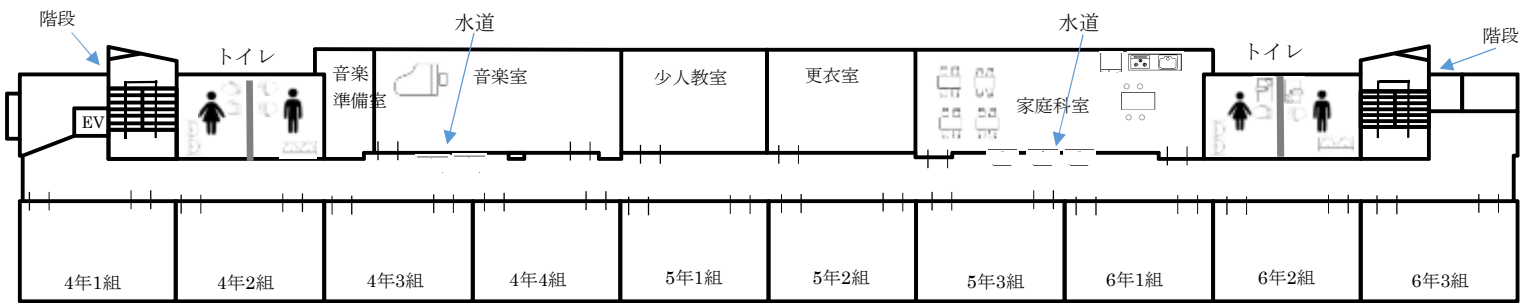 階段
水道
水道
階段
トイレ
トイレ
音楽
準備室
音楽室
少人教室
更衣室
家庭科室
EV
4年1組
4年2組
4年3組
4年4組
5年1組
5年2組
5年3組
6年1組
6年2組
6年3組